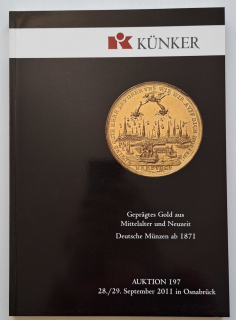 KÜNKER
Geprägtes Gold aus
Mittelalter und Neuzeit
Deutsche Münzen ab 1871
AUKTION 197
28./29. September 2011 in Osnabrück